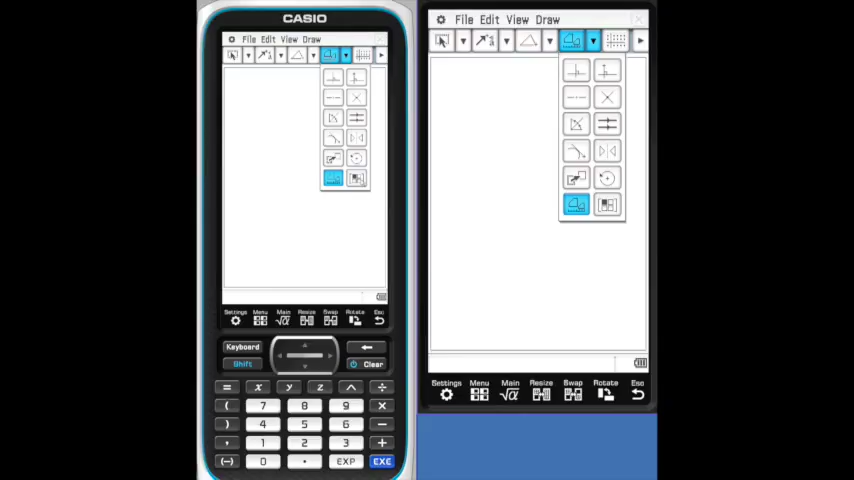 CASIO
File Edit View Draw
Settings Menu Main Resize Swap Rotate Esc
Keyboard
Shift Clear
= x y z ^ ÷
( 7 8 9 ×
) 4 5 6 −
, 1 2 3 +
(−) 0 . EXP EXE
File Edit View Draw
Settings Menu Main Resize Swap Rotate Esc